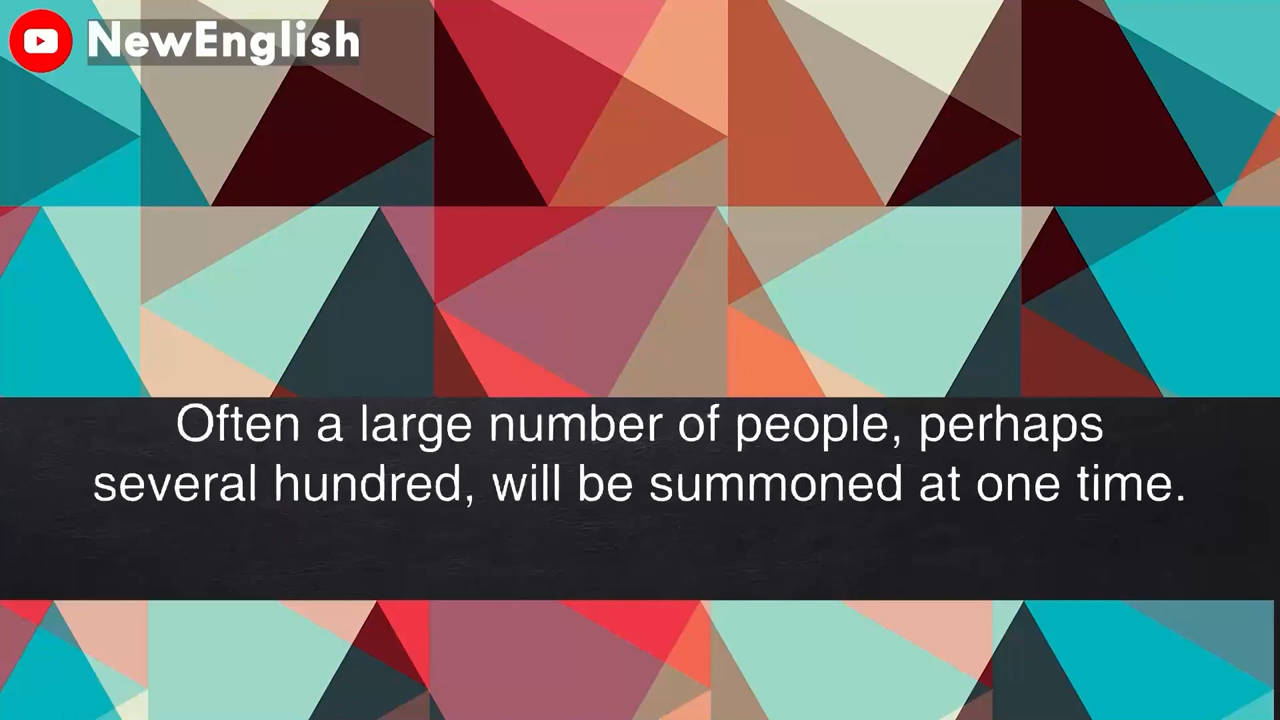 NewEnglish
Often a large number of people, perhaps
several hundred, will be summoned at one time.